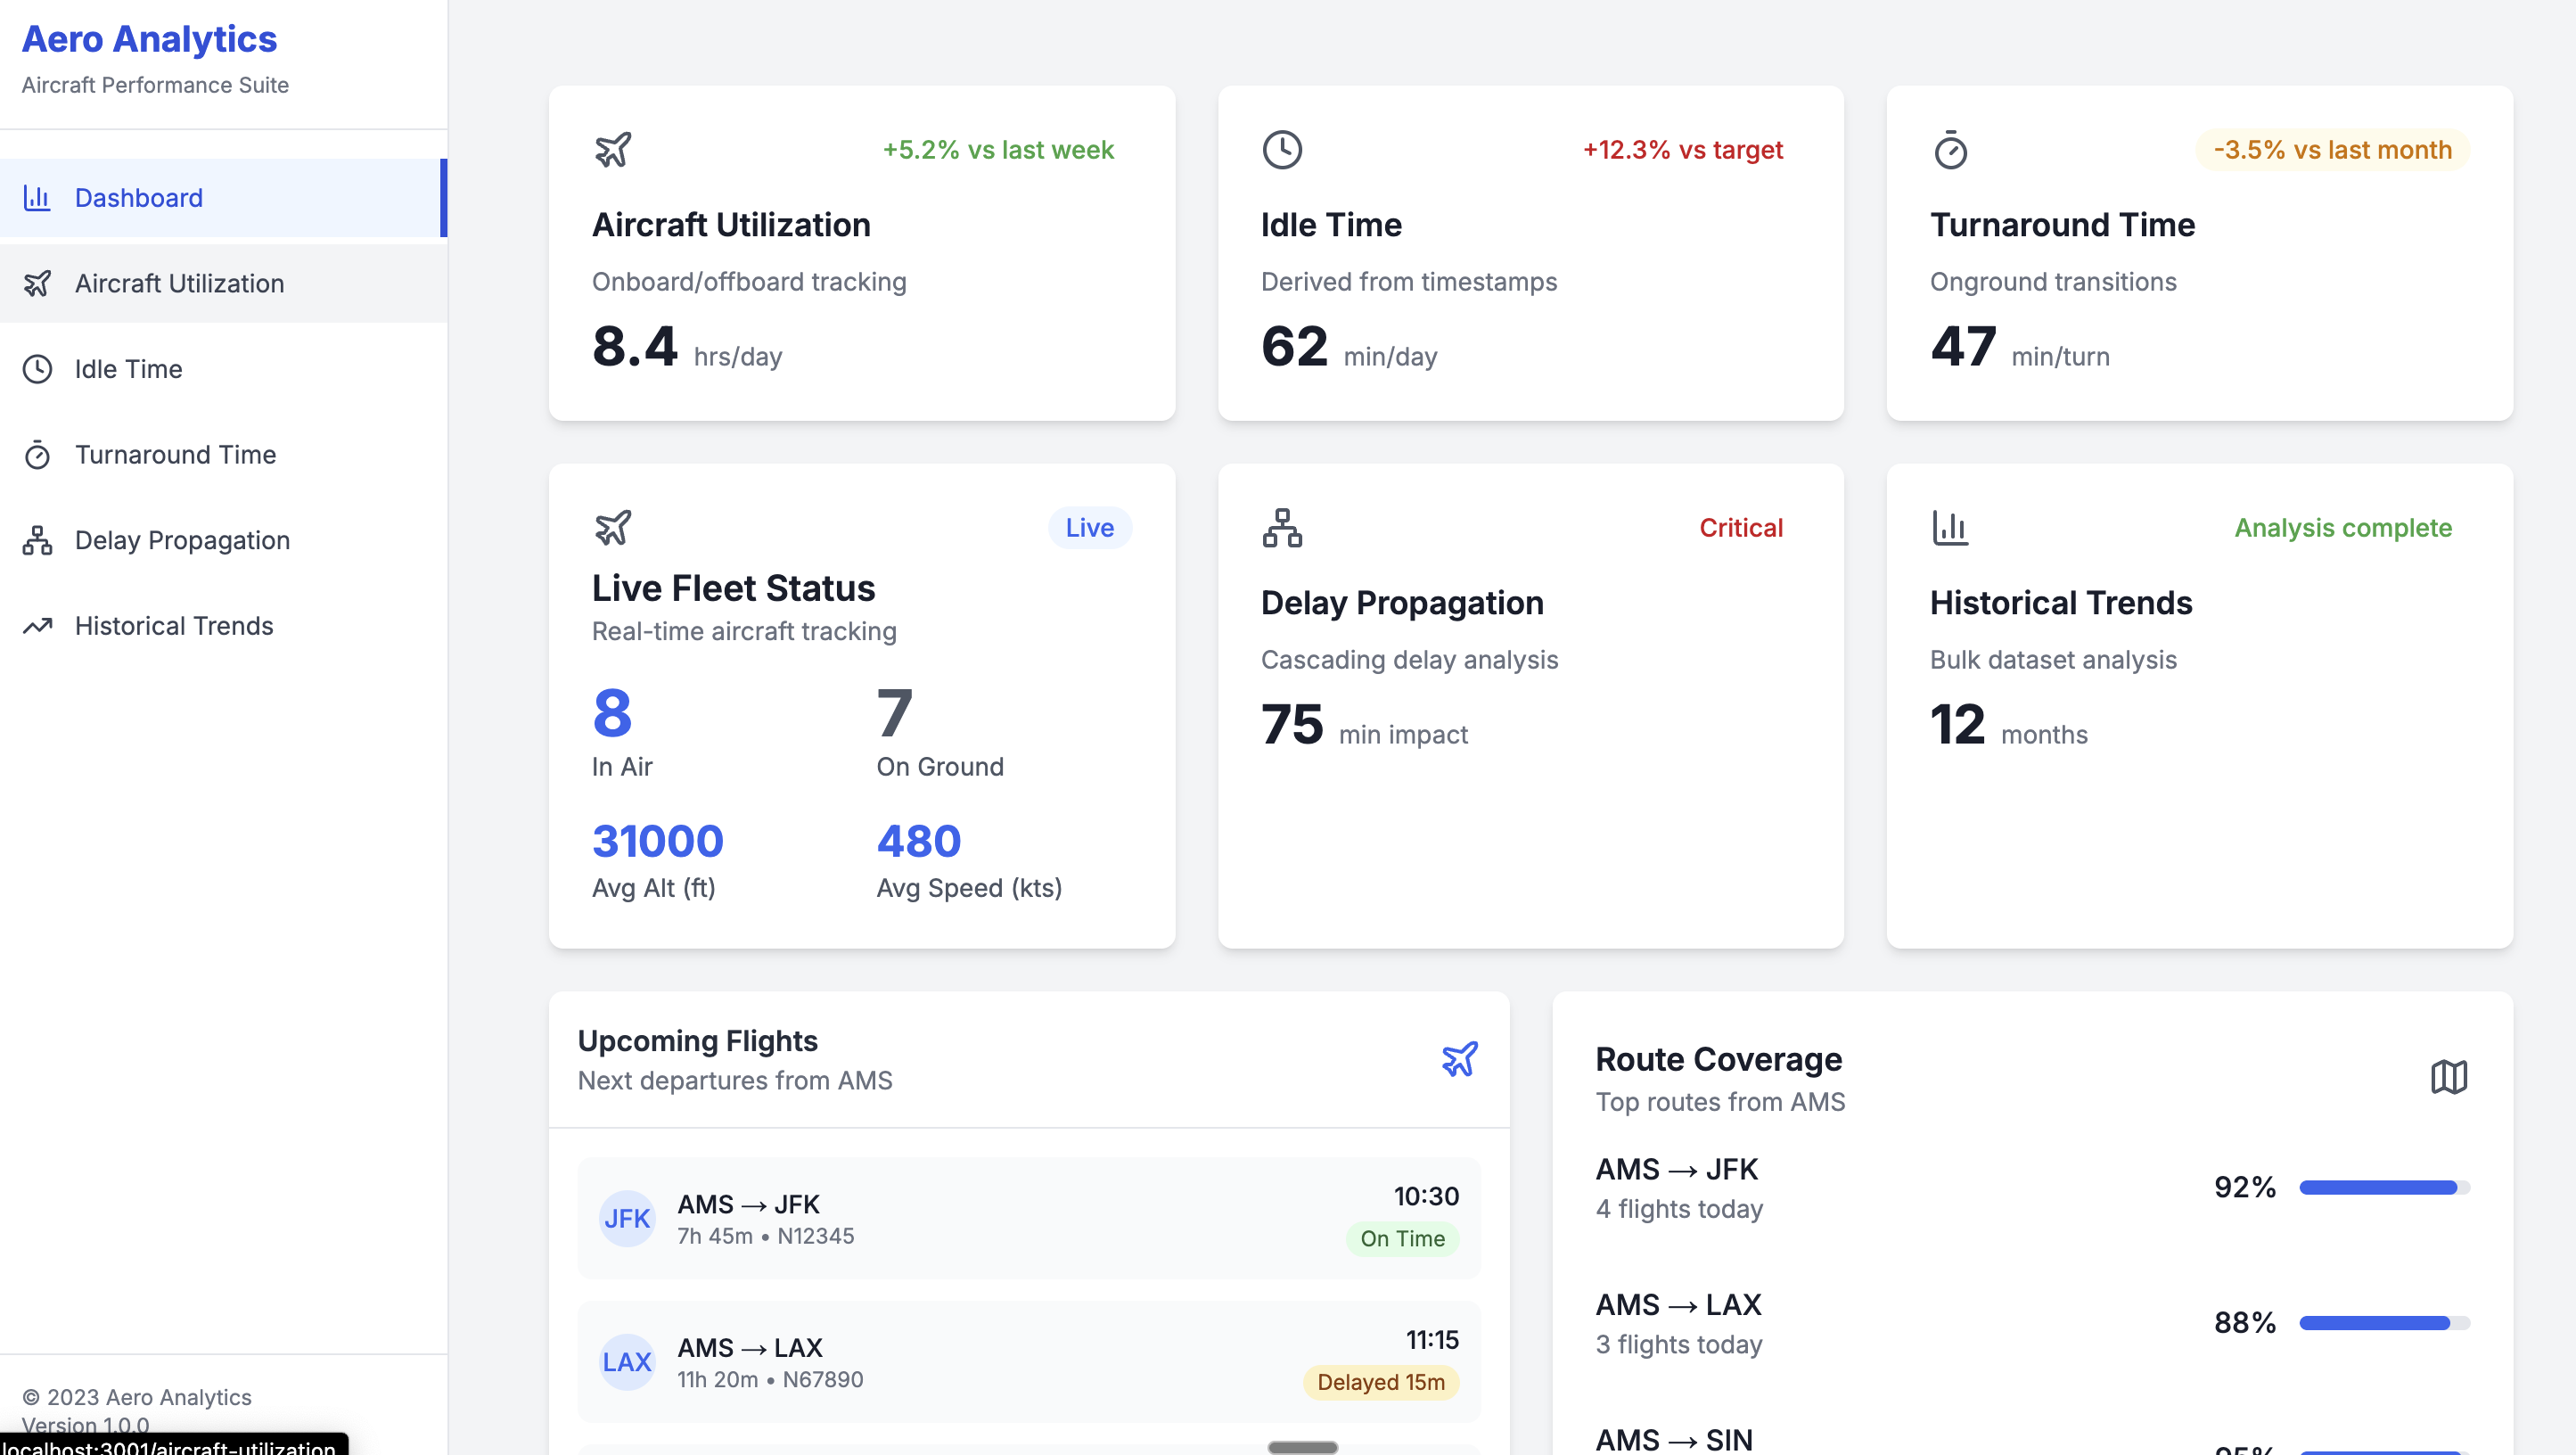 Aero Analytics
Aircraft Performance Suite
Dashboard
Aircraft Utilization
Idle Time
Turnaround Time
Delay Propagation
Historical Trends
© 2023 Aero Analytics
Version 1.0.0
localhost:3001/aircraft-utilization
+5.2% vs last week
Aircraft Utilization
Onboard/offboard tracking
8.4 hrs/day
+12.3% vs target
Idle Time
Derived from timestamps
62 min/day
-3.5% vs last month
Turnaround Time
Onground transitions
47 min/turn
Live
Live Fleet Status
Real-time aircraft tracking
8 7
In Air On Ground
31000 480
Avg Alt (ft) Avg Speed (kts)
Critical
Delay Propagation
Cascading delay analysis
75 min impact
Analysis complete
Historical Trends
Bulk dataset analysis
12 months
Upcoming Flights
Next departures from AMS
JFK
AMS → JFK
7h 45m • N12345
10:30
On Time
LAX
AMS → LAX
11h 20m • N67890
11:15
Delayed 15m
Route Coverage
Top routes from AMS
AMS → JFK
4 flights today
92%
AMS → LAX
3 flights today
88%
AMS → SIN